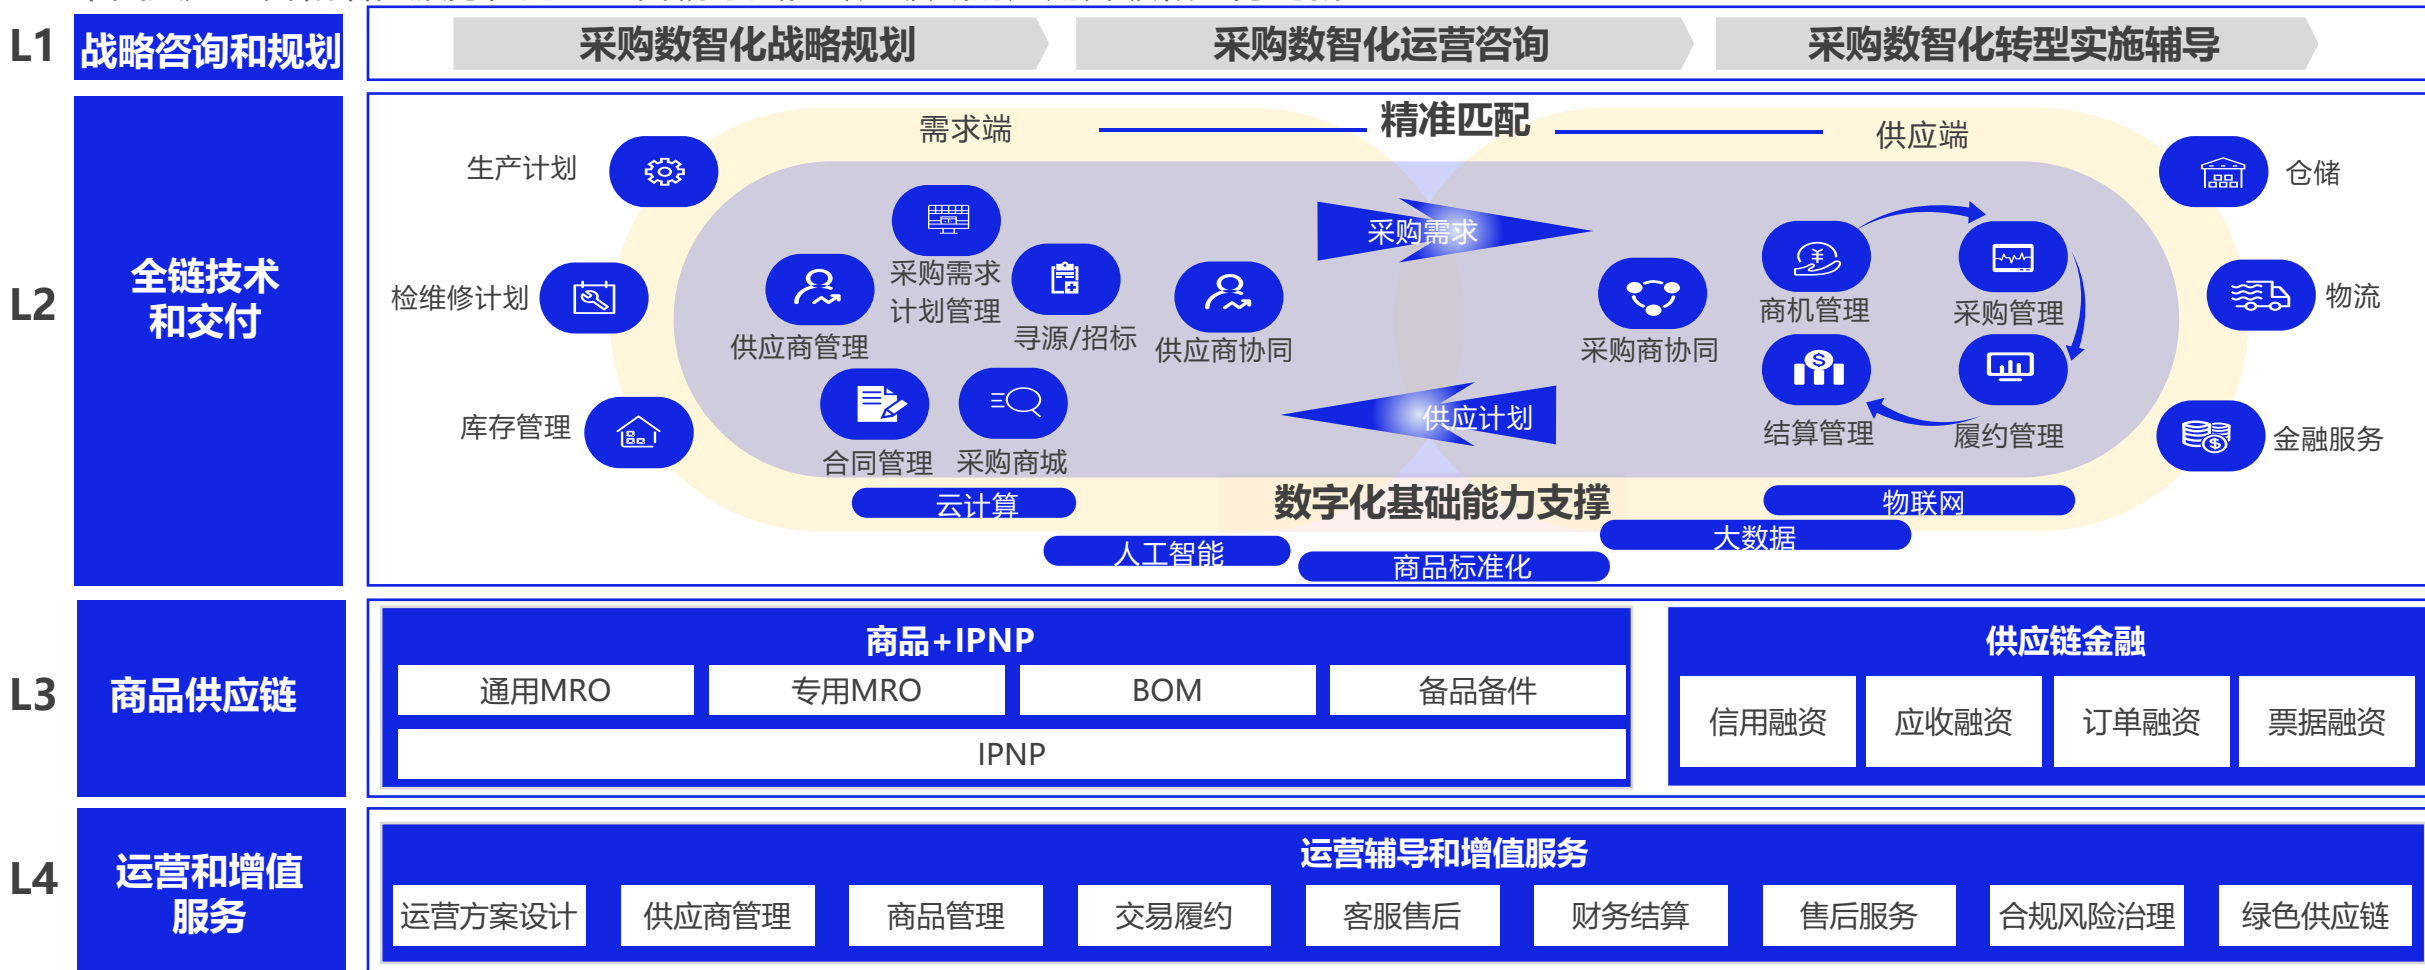 L1
战略咨询和规划
采购数智化战略规划
采购数智化运营咨询
采购数智化转型实施辅导
L2
全链技术
和交付
需求端
精准匹配
供应端
生产计划
检维修计划
库存管理
供应商管理
采购需求
计划管理
寻源/招标
供应商协同
合同管理
采购商城
采购需求
供应计划
采购商协同
商机管理
采购管理
结算管理
履约管理
仓储
物流
金融服务
数字化基础能力支撑
云计算
人工智能
商品标准化
大数据
物联网
L3
商品供应链
商品+IPNP
通用MRO
专用MRO
BOM
备品备件
IPNP
供应链金融
信用融资
应收融资
订单融资
票据融资
L4
运营和增值
服务
运营辅导和增值服务
运营方案设计
供应商管理
商品管理
交易履约
客服售后
财务结算
售后服务
合规风险治理
绿色供应链